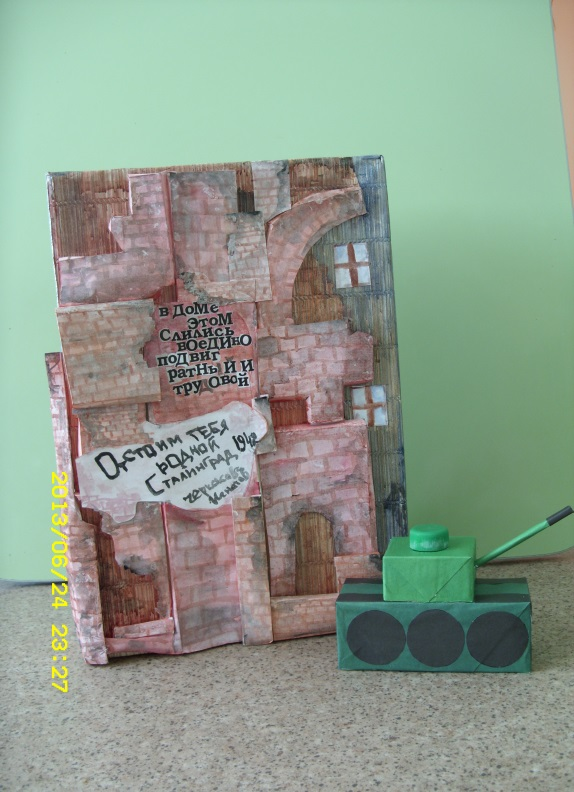 в Доме
этом
Слились
воеДиНо
поДвиг
ратНый И
труДовой
Отстоим тебя
родной
Сталинград 1942
2013/06/24 23:27